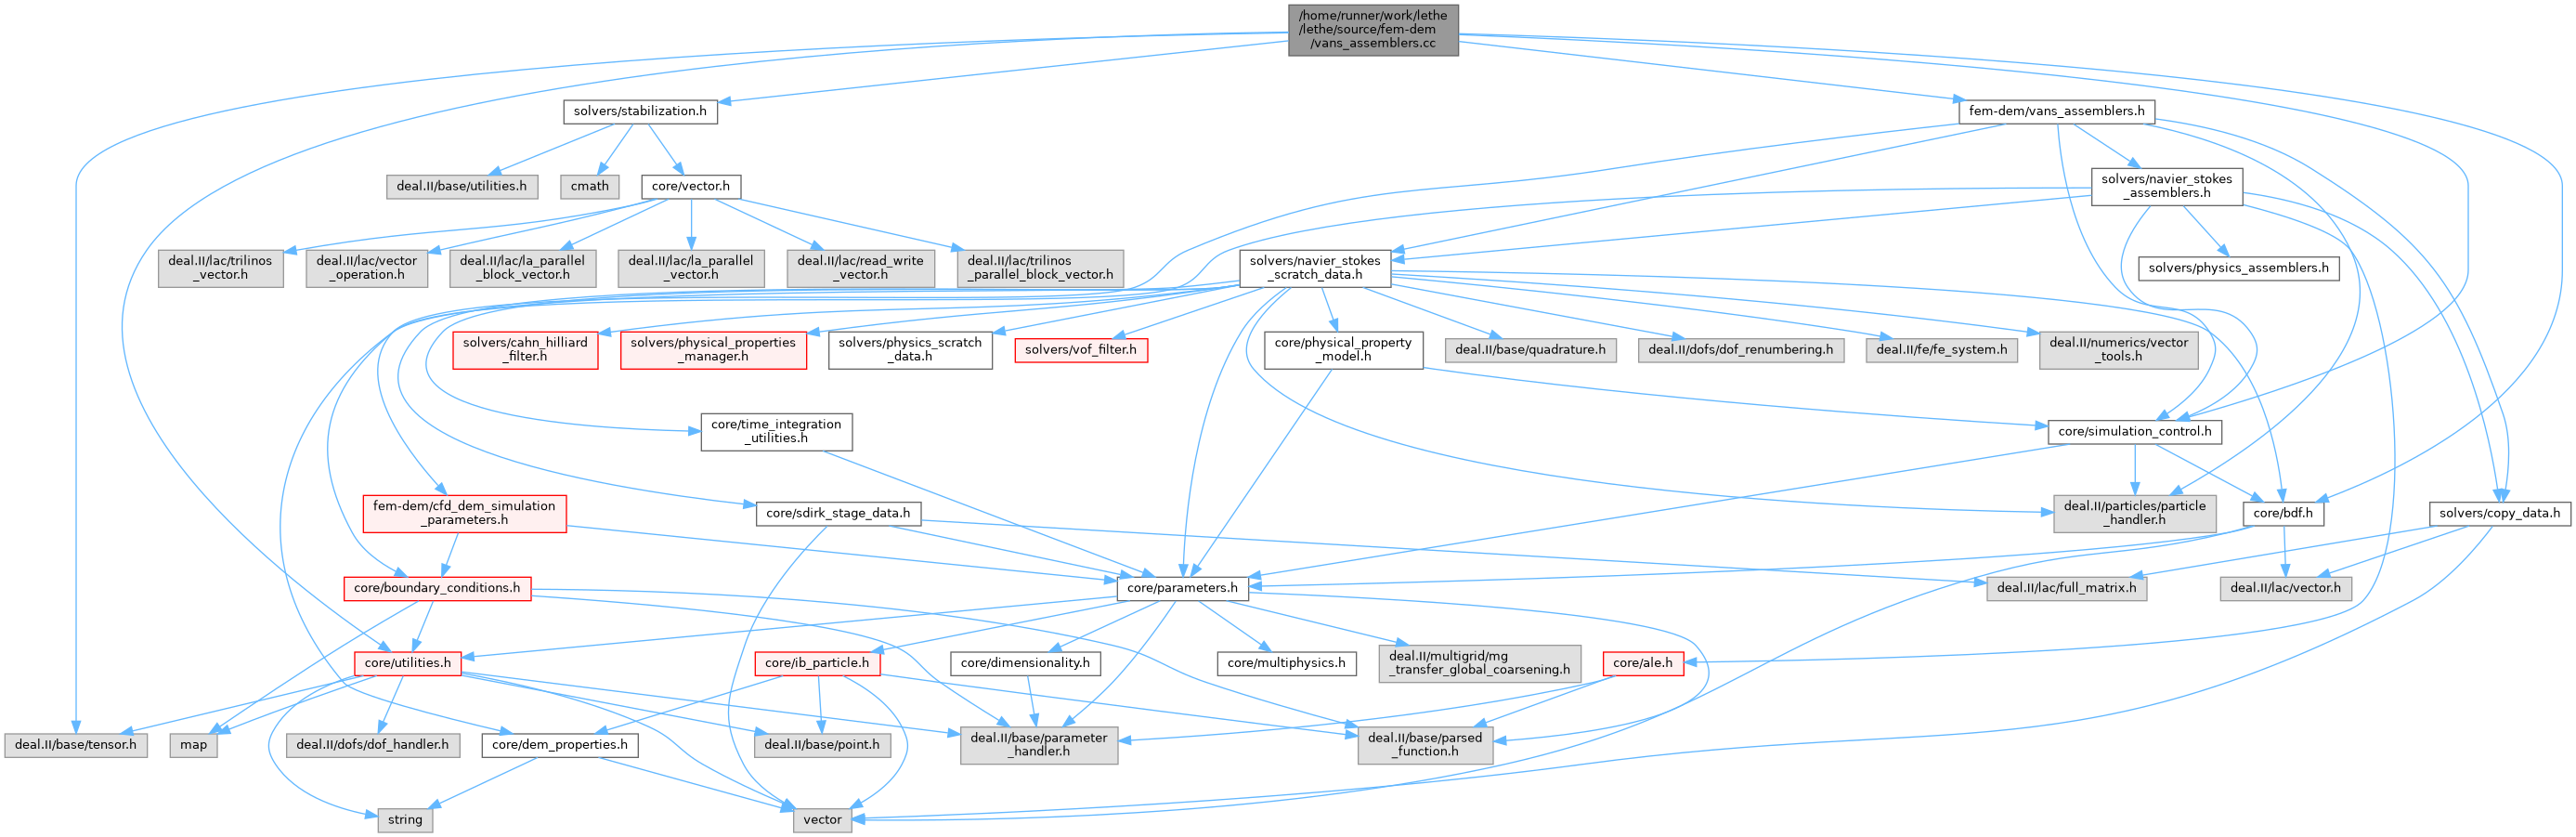 /home/runner/work/lethe
/lethe/source/fem-dem
/vans_assemblers.cc
solvers/stabilization.h
fem-dem/vans_assemblers.h
deal.II/base/utilities.h
cmath
core/vector.h
solvers/navier_stokes
_assemblers.h
deal.II/lac/trilinos
_vector.h
deal.II/lac/vector
_operation.h
deal.II/lac/la_parallel
_block_vector.h
deal.II/lac/la_parallel
_vector.h
deal.II/lac/read_write
_vector.h
deal.II/lac/trilinos
_parallel_block_vector.h
solvers/navier_stokes
_scratch_data.h
solvers/physics_assemblers.h
solvers/cahn_hilliard
_filter.h
solvers/physical_properties
_manager.h
solvers/physics_scratch
_data.h
solvers/vof_filter.h
core/physical_property
_model.h
deal.II/base/quadrature.h
deal.II/dofs/dof_renumbering.h
deal.II/fe/fe_system.h
deal.II/numerics/vector
_tools.h
core/time_integration
_utilities.h
core/simulation_control.h
fem-dem/cfd_dem_simulation
_parameters.h
core/sdirk_stage_data.h
deal.II/particles/particle
_handler.h
core/bdf.h
solvers/copy_data.h
core/boundary_conditions.h
core/parameters.h
deal.II/lac/full_matrix.h
deal.II/lac/vector.h
core/utilities.h
core/ib_particle.h
core/dimensionality.h
core/multiphysics.h
deal.II/multigrid/mg
_transfer_global_coarsening.h
core/ale.h
deal.II/base/tensor.h
map
deal.II/dofs/dof_handler.h
core/dem_properties.h
deal.II/base/point.h
deal.II/base/parameter
_handler.h
deal.II/base/parsed
_function.h
string
vector